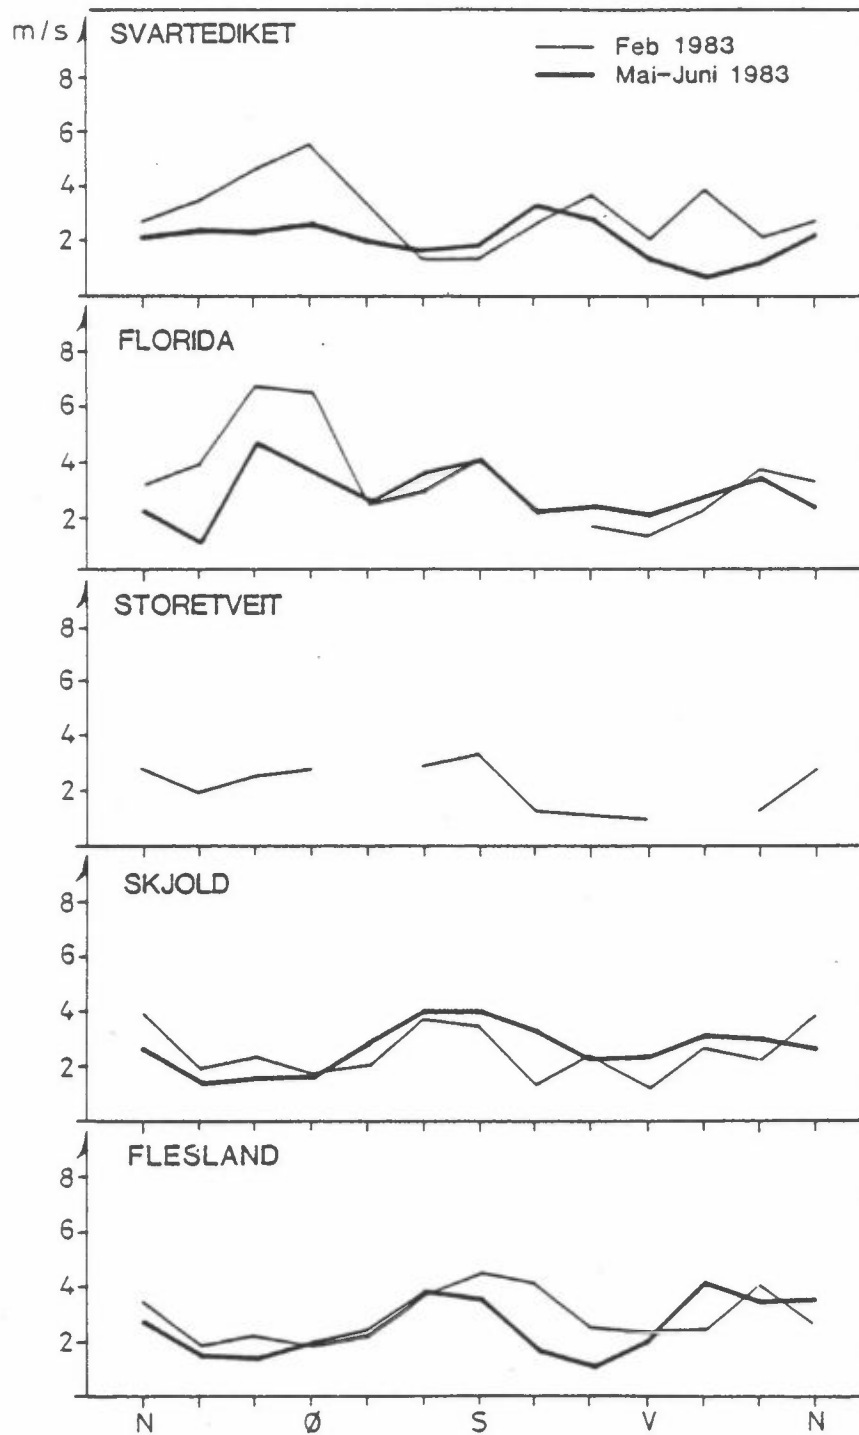 m/s
SVARTEDIKET
Feb 1983
Mai-Juni 1983
8
6
4
2
FLORIDA
8
6
4
2
STORETVEIT
8
6
4
2
SKJOLD
8
6
4
2
FLESLAND
8
6
4
2
N Ø S V N